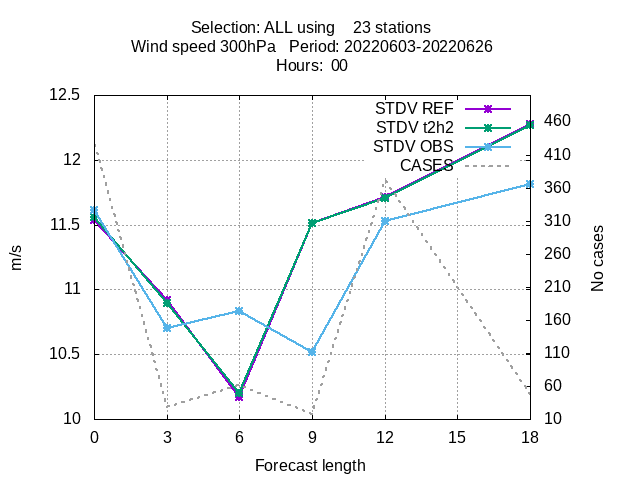 Selection: ALL using    23 stations
Wind speed 300hPa   Period: 20220603-20220626
Hours:  00
STDV REF
STDV t2h2
STDV OBS
CASES
12.5
12
11.5
11
10.5
10
m/s
460
410
360
310
260
210
160
110
60
10
No cases
0 3 6 9 12 15 18
Forecast length